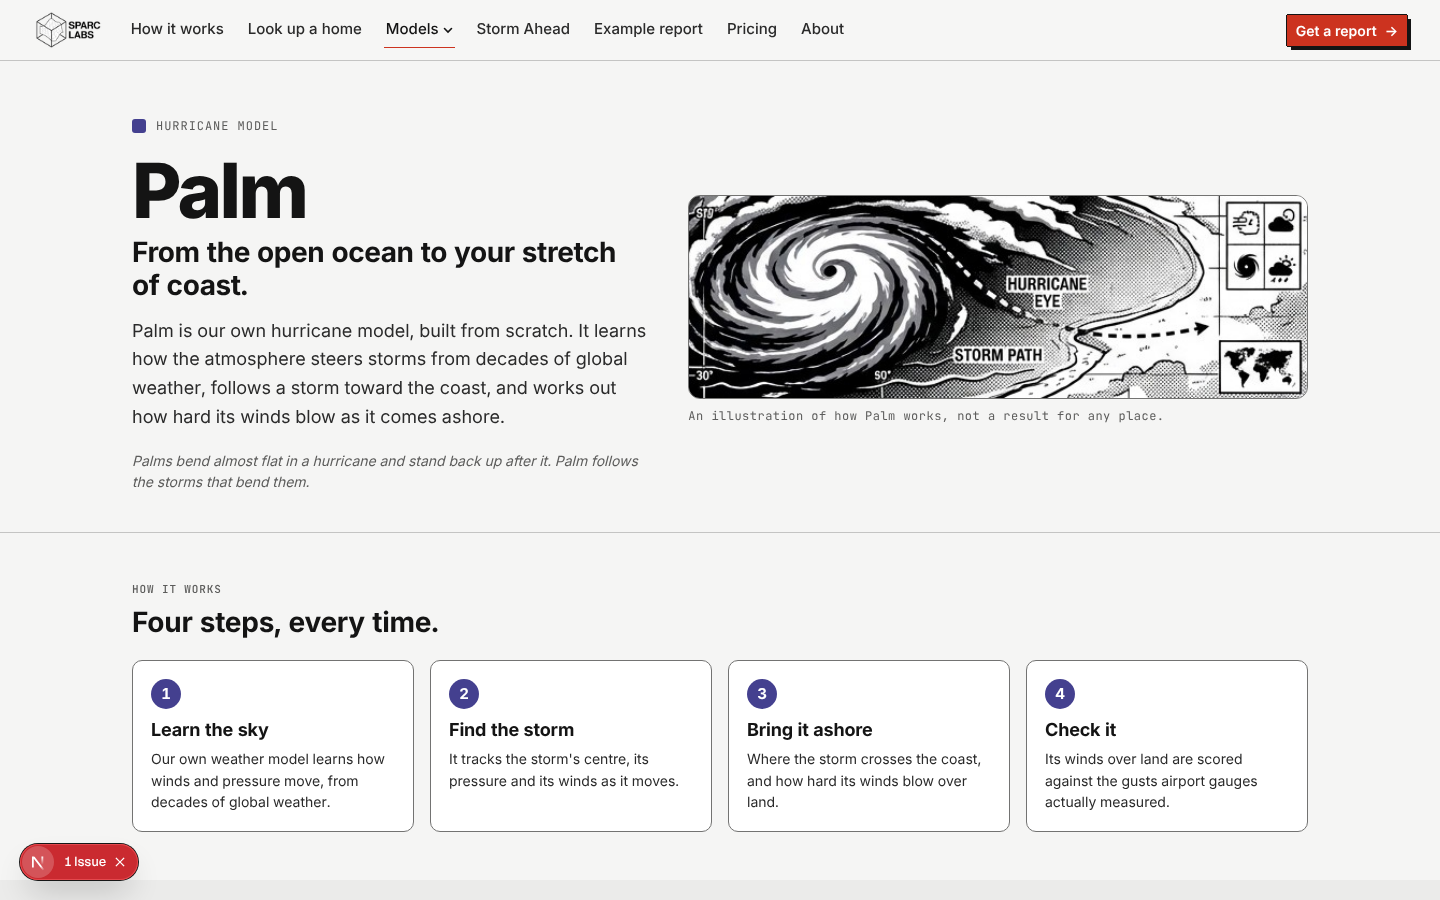 SPARC
LABS
How it works
Look up a home
Models
Storm Ahead
Example report
Pricing
About
Get a report →
HURRICANE MODEL
Palm
From the open ocean to your stretch
of coast.
Palm is our own hurricane model, built from scratch. It learns
how the atmosphere steers storms from decades of global
weather, follows a storm toward the coast, and works out
how hard its winds blow as it comes ashore.
Palms bend almost flat in a hurricane and stand back up after it. Palm follows
the storms that bend them.
HURRICANE
EYE
STORM PATH
30°
50°
An illustration of how Palm works, not a result for any place.
HOW IT WORKS
Four steps, every time.
1
Learn the sky
Our own weather model learns how
winds and pressure move, from
decades of global weather.
2
Find the storm
It tracks the storm's centre, its
pressure and its winds as it moves.
3
Bring it ashore
Where the storm crosses the coast,
and how hard its winds blow over
land.
4
Check it
Its winds over land are scored
against the gusts airport gauges
actually measured.
N
1 Issue